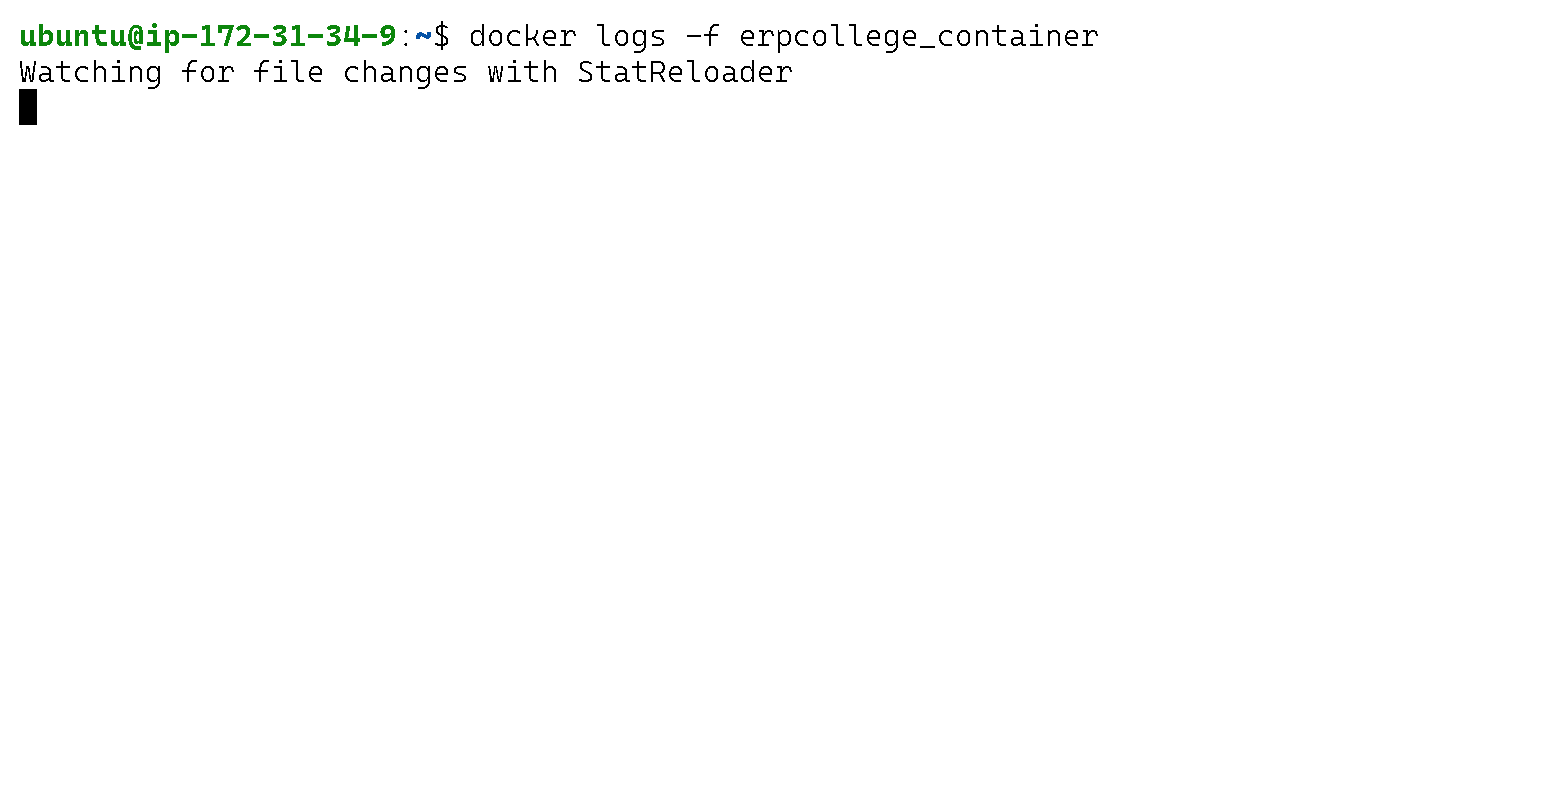 ubuntu@ip-172-31-34-9:~$ docker logs -f erpcollege_container
Watching for file changes with StatReloader